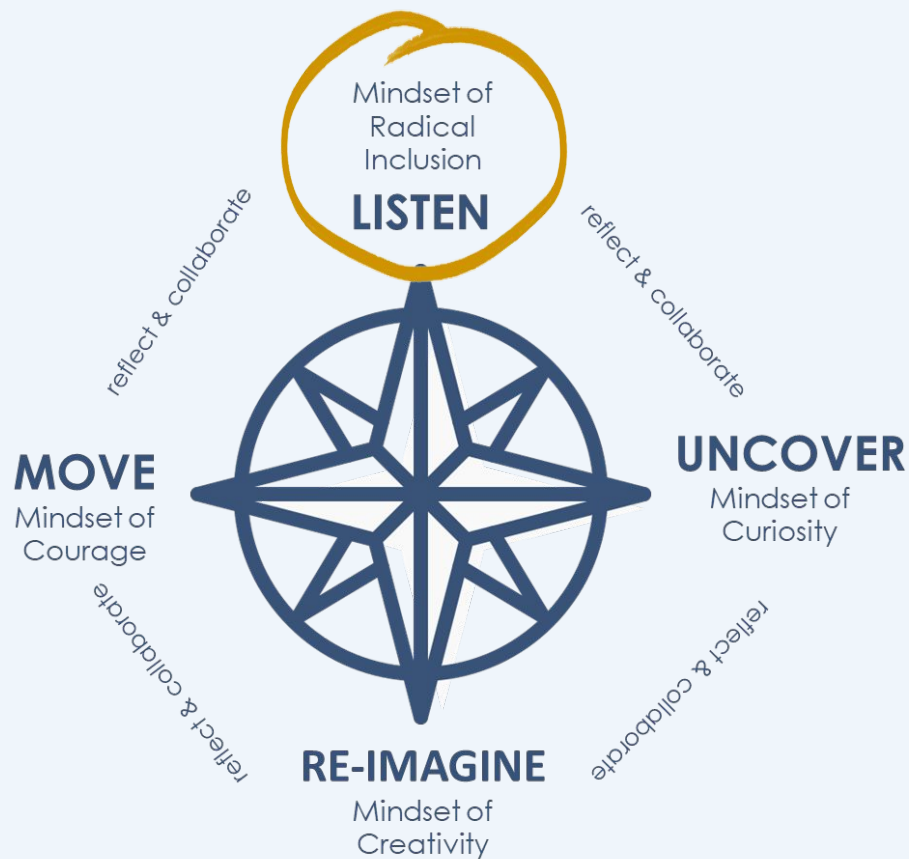 Mindset of
Radical
Inclusion
LISTEN
reflect & collaborate
reflect & collaborate
MOVE
Mindset of
Courage
UNCOVER
Mindset of
Curiosity
reflect & collaborate
reflect & collaborate
RE-IMAGINE
Mindset of
Creativity